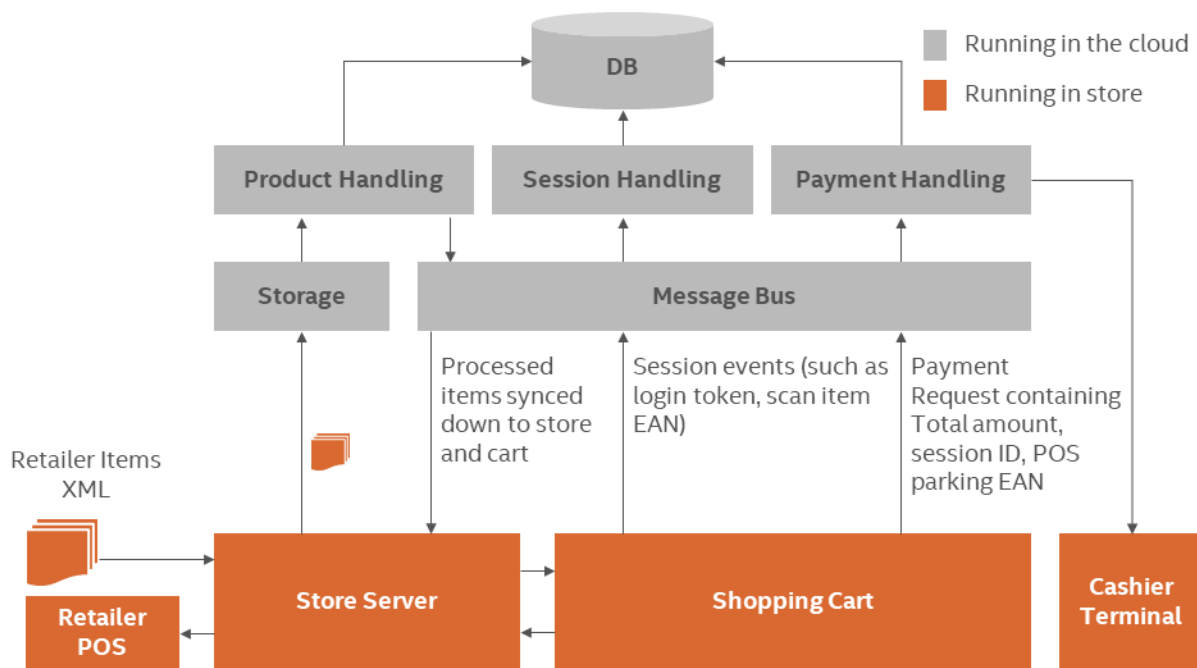 Running in the cloud
DB
Running in store
Product Handling
Session Handling
Payment Handling
Storage
Message Bus
Processed
items synced
down to store
and cart
Session events (such as
login token, scan item
EAN)
Payment
Request containing
Total amount,
session ID, POS
parking EAN
Retailer Items
XML
Store Server
Shopping Cart
Cashier
Terminal
Retailer
POS